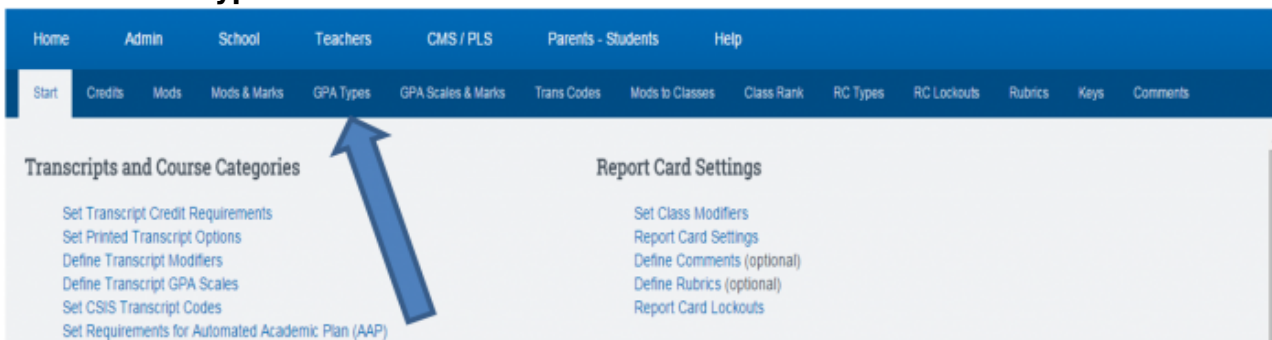 Home Admin School Teachers CMS / PLS Parents - Students Help
Start Credits Mods Mods & Marks GPA Types GPA Scales & Marks Trans Codes Mods to Classes Class Rank RC Types RC Lockouts Rubrics Keys Comments
Transcripts and Course Categories
Set Transcript Credit Requirements
Set Printed Transcript Options
Define Transcript Modifiers
Define Transcript GPA Scales
Set CSIS Transcript Codes
Set Requirements for Automated Academic Plan (AAP)
Report Card Settings
Set Class Modifiers
Report Card Settings
Define Comments (optional)
Define Rubrics (optional)
Report Card Lockouts